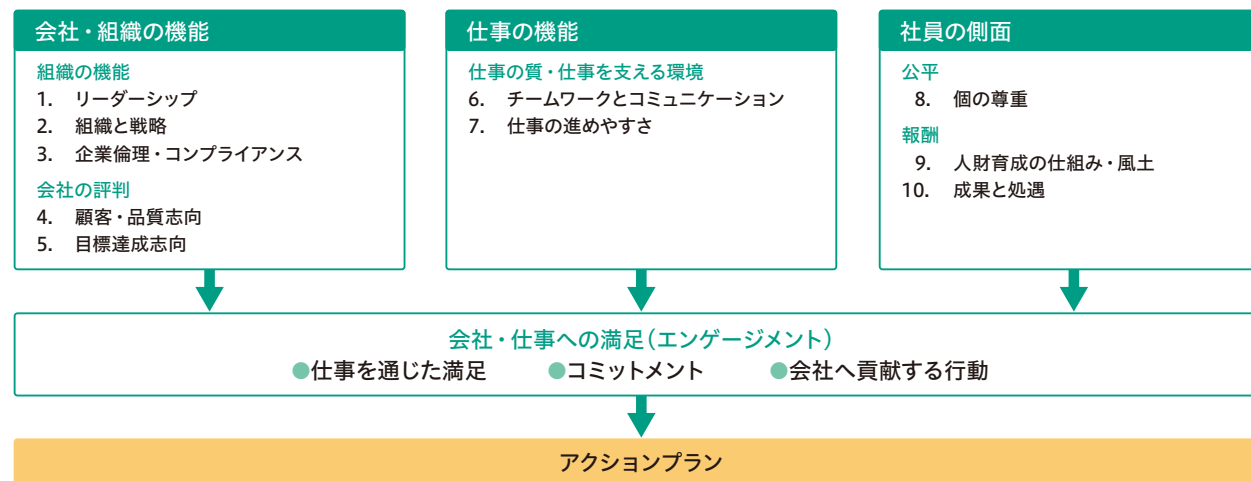 会社・組織の機能
組織の機能
1. リーダーシップ
2. 組織と戦略
3. 企業倫理・コンプライアンス
会社の評判
4. 顧客・品質志向
5. 目標達成志向
仕事の機能
仕事の質・仕事を支える環境
6. チームワークとコミュニケーション
7. 仕事の進めやすさ
社員の側面
公平
8. 個の尊重
報酬
9. 人財育成の仕組み・風土
10. 成果と処遇
会社・仕事への満足(エンゲージメント)
●仕事を通じた満足 ●コミットメント ●会社へ貢献する行動
アクションプラン